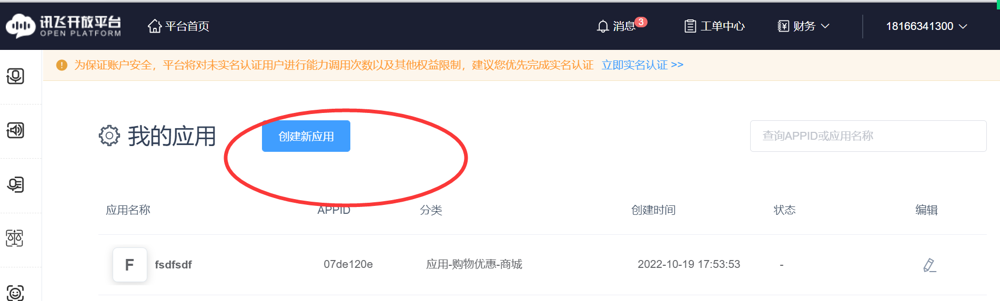 讯飞开放平台
OPEN PLATFORM
平台首页
消息 3
工单中心
财务
18166341300
为保证账户安全，平台将对未实名认证用户进行能力调用次数以及其他权益限制，建议您优先完成实名认证 立即实名认证 >>
我的应用
创建新应用
查询APPID或应用名称
应用名称 APPID 分类 创建时间 状态 编辑
F fsdfsdf 07de120e 应用-购物优惠-商城 2022-10-19 17:53:53 -